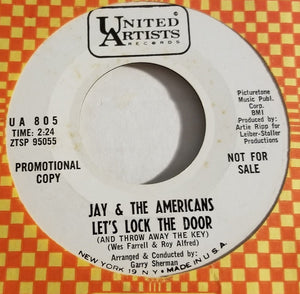 ©
UNITED
ARTISTS
RECORDS
UA 805
TIME: 2:24
ZTSP 95055
PROMOTIONAL
COPY
Picturetone
Music Publ.
Corp.
BMI
Produced by:
Artie Ripp for
Leiber-Stoller
Productions
NOT FOR
SALE
JAY & THE AMERICANS
LET'S LOCK THE DOOR
(AND THROW AWAY THE KEY)
(Wes Farrell & Roy Alfred)
Arranged & Conducted by:
Garry Sherman
NEW YORK 19 N Y • MADE IN U.S.A.